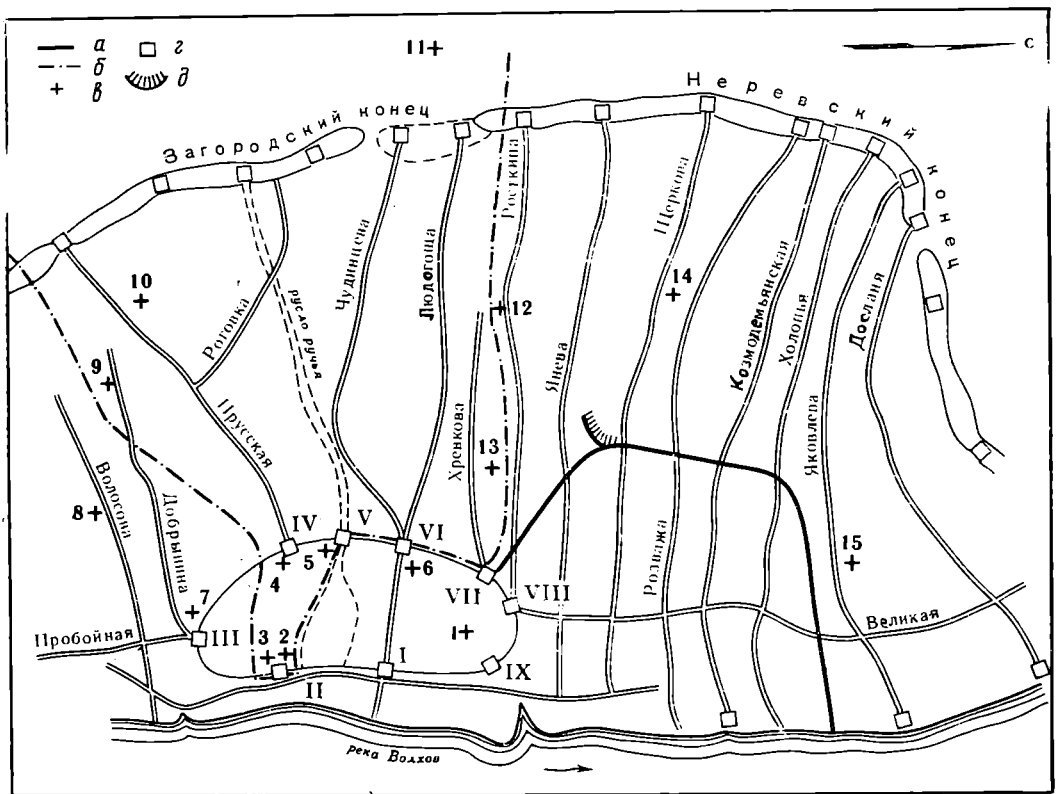 а
б
в
г
д
С
11
Загородский конец
Неревский конец
Росткина
Щеркова
Чудинцева
Людогоща
русло ручья
Роговка
Прусская
10
9
8
Волосова
Добрынина
Хренкова
12
13
Янева
14
Розважа
Козмодемьянская
Холопья
Яковлева
Досланя
15
IV
V
VI
5
4
6
VII
VIII
7
Пробойная
III
3
2
1
I
II
IX
Великая
река Волхов